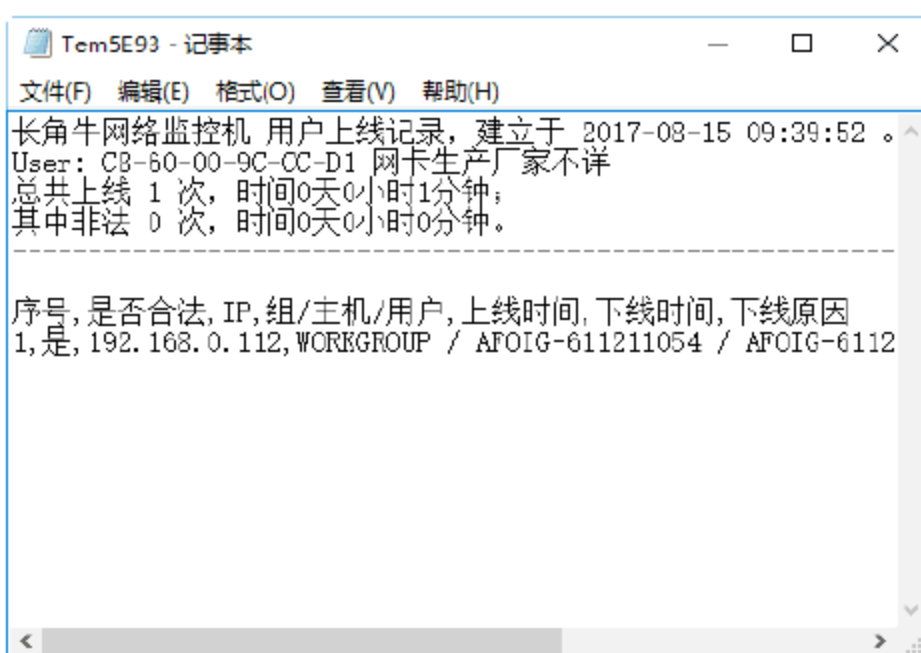 Tem5E93 - 记事本
文件(F) 编辑(E) 格式(O) 查看(V) 帮助(H)
长角牛网络监控机 用户上线记录，建立于 2017-08-15 09:39:52 。
User: C8-60-00-9C-CC-D1 网卡生产厂家不详
总共上线 1 次，时间0天0小时1分钟；
其中非法 0 次，时间0天0小时0分钟。
----------------------------------------------------------------
序号,是否合法,IP,组/主机/用户,上线时间,下线时间,下线原因
1,是,192.168.0.112,WORKGROUP / AFOIG-611211054 / AFOIG-6112